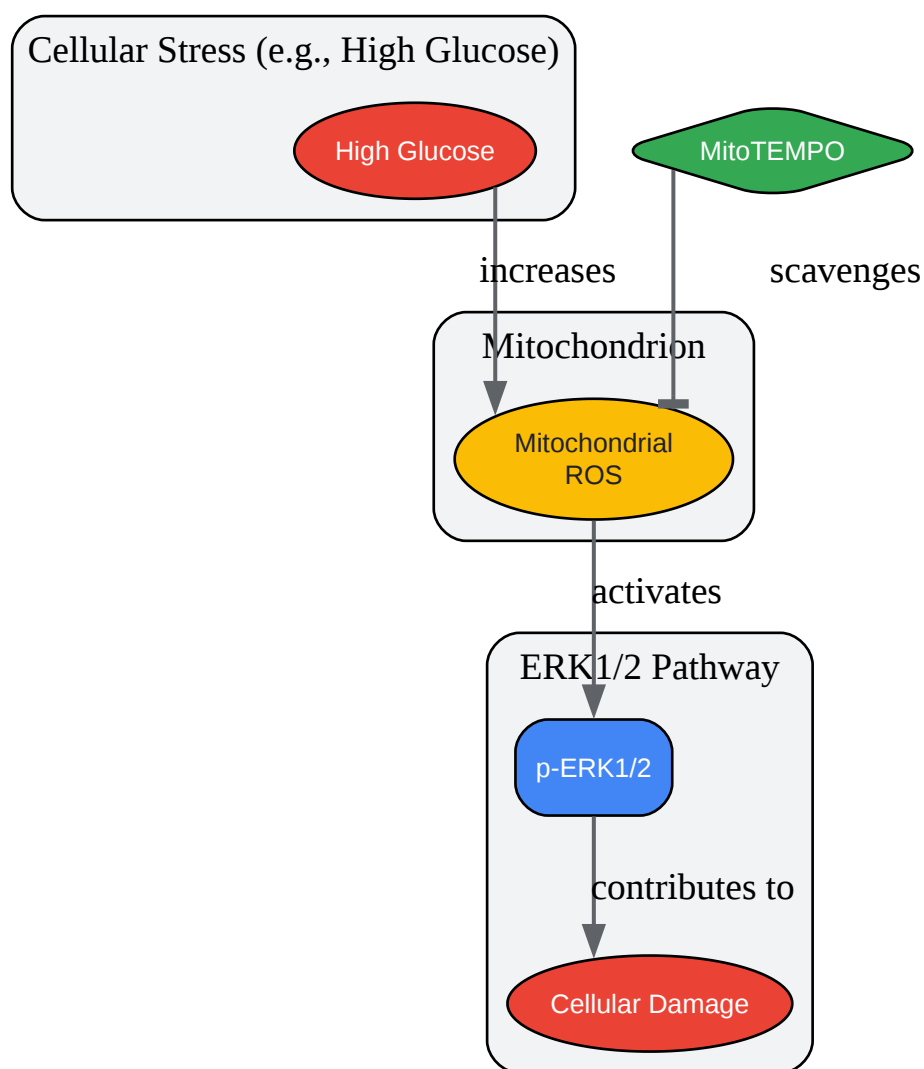 Cellular Stress (e.g., High Glucose)
High Glucose
MitoTEMPO
increases
scavenges
Mitochondrion
Mitochondrial
ROS
activates
ERK1/2 Pathway
p-ERK1/2
contributes to
Cellular Damage